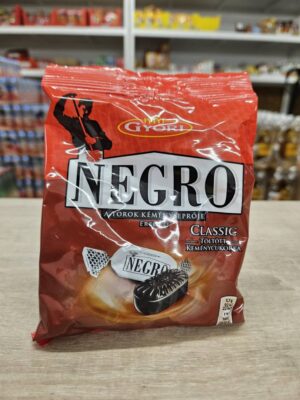 GYŐRI
NEGRO
A TOROK KÉMÉNYSEPRŐJE
CLASSIC
TÖLTÖTT
KEMÉNYCUKORKA
NEGRO